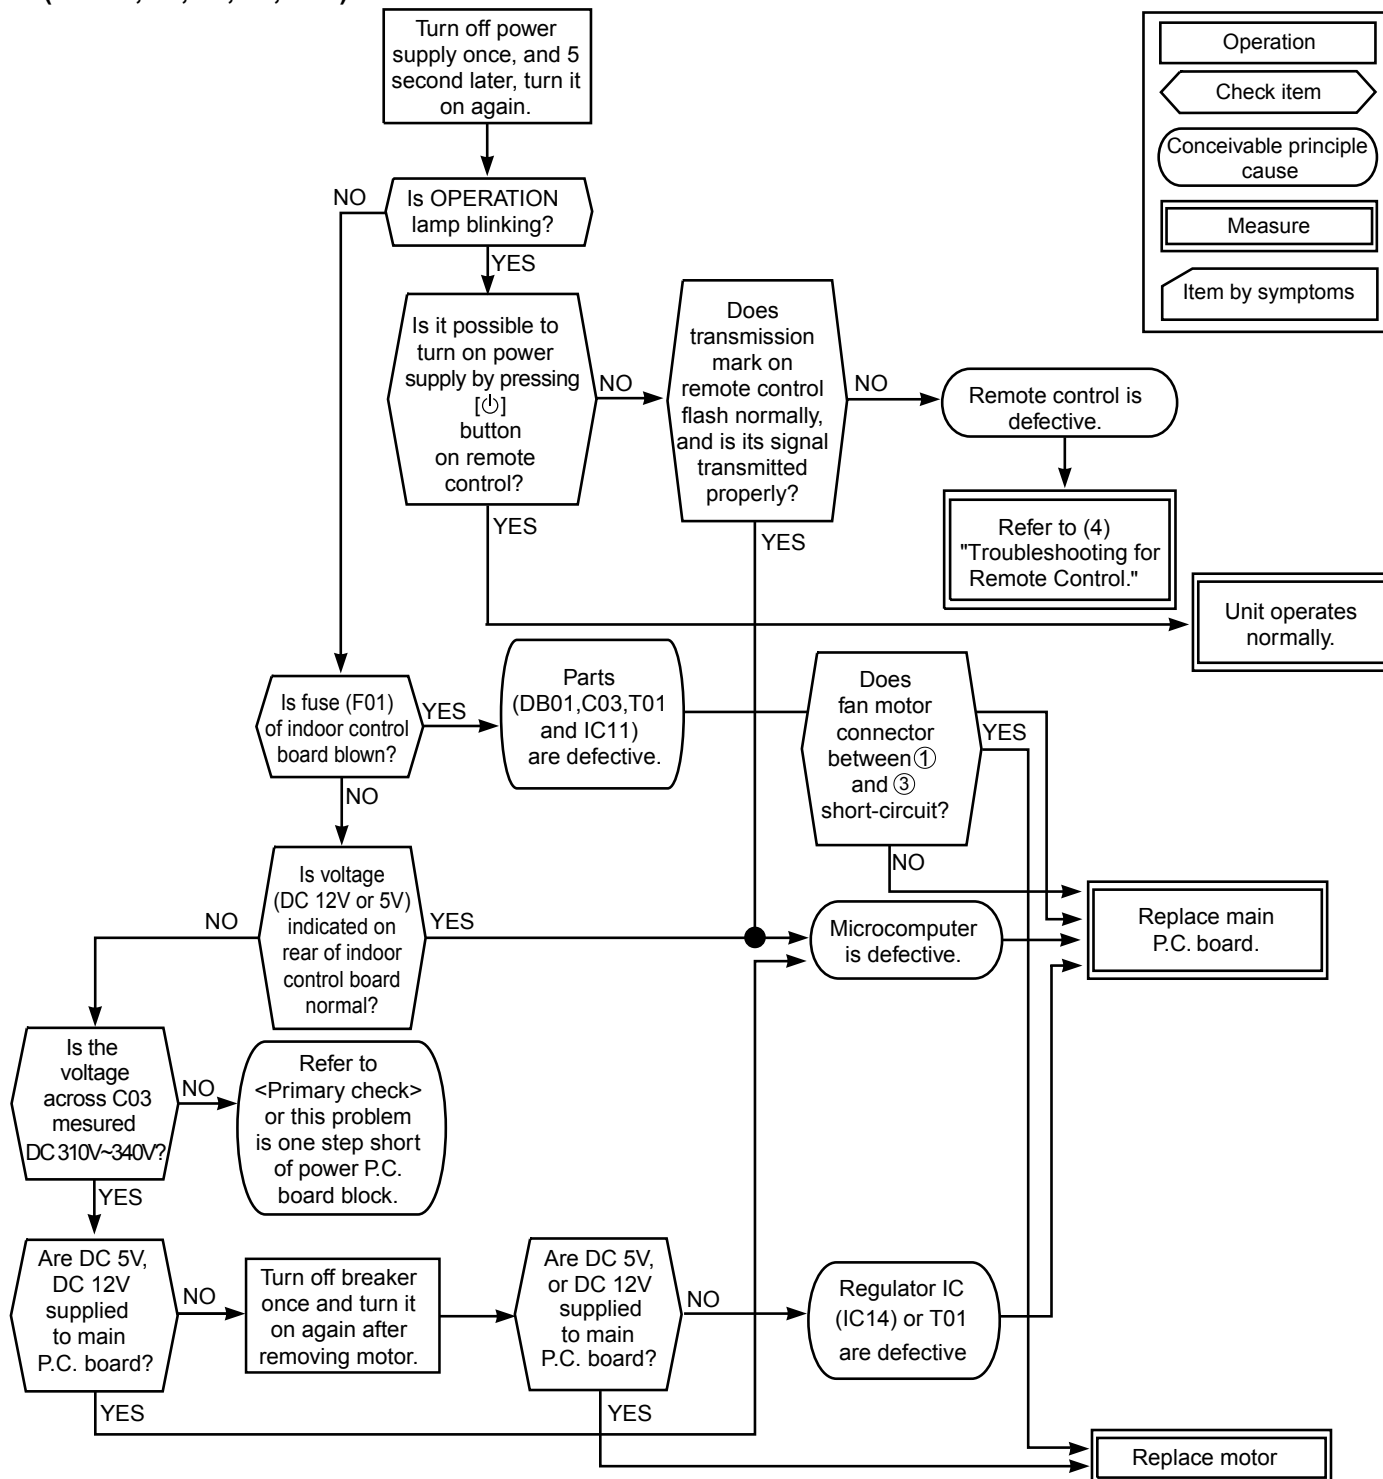 Turn off power
supply once, and 5
second later, turn it
on again.
Operation
Check item
Conceivable principle
cause
Measure
Item by symptoms
Is OPERATION
lamp blinking?
NO
YES
Is it possible to
turn on power
supply by pressing
[⏻]
button
on remote
control?
NO
YES
Does
transmission
mark on
remote control
flash normally,
and is its signal
transmitted
properly?
NO
YES
Remote control is
defective.
Refer to (4)
"Troubleshooting for
Remote Control."
Unit operates
normally.
Is fuse (F01)
of indoor control
board blown?
YES
NO
Parts
(DB01,C03,T01
and IC11)
are defective.
Does
fan motor
connector
between ①
and ③
short-circuit?
YES
NO
Is voltage
(DC 12V or 5V)
indicated on
rear of indoor
control board
normal?
NO
YES
Microcomputer
is defective.
Replace main
P.C. board.
Is the
voltage
across C03
mesured
DC 310V~340V?
NO
YES
Refer to
<Primary check>
or this problem
is one step short
of power P.C.
board block.
Are DC 5V,
DC 12V
supplied
to main
P.C. board?
NO
YES
Turn off breaker
once and turn it
on again after
removing motor.
Are DC 5V,
or DC 12V
supplied
to main
P.C. board?
NO
YES
Regulator IC
(IC14) or T01
are defective
Replace motor